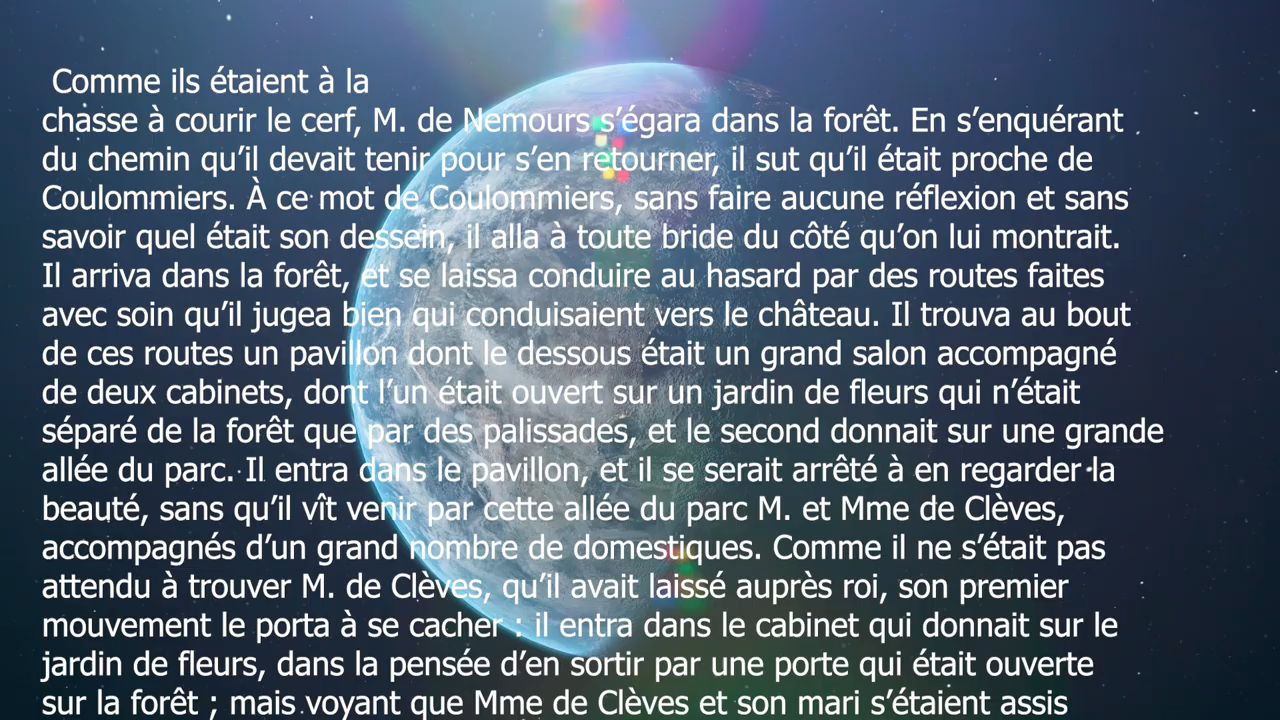 Comme ils étaient à la
chasse à courir le cerf, M. de Nemours s’égara dans la forêt. En s’enquérant
du chemin qu’il devait tenir pour s’en retourner, il sut qu’il était proche de
Coulommiers. À ce mot de Coulommiers, sans faire aucune réflexion et sans
savoir quel était son dessein, il alla à toute bride du côté qu’on lui montrait.
Il arriva dans la forêt, et se laissa conduire au hasard par des routes faites
avec soin qu’il jugea bien qui conduisaient vers le château. Il trouva au bout
de ces routes un pavillon dont le dessous était un grand salon accompagné
de deux cabinets, dont l’un était ouvert sur un jardin de fleurs qui n’était
séparé de la forêt que par des palissades, et le second donnait sur une grande
allée du parc. Il entra dans le pavillon, et il se serait arrêté à en regarder la
beauté, sans qu’il vît venir par cette allée du parc M. et Mme de Clèves,
accompagnés d’un grand nombre de domestiques. Comme il ne s’était pas
attendu à trouver M. de Clèves, qu’il avait laissé auprès roi, son premier
mouvement le porta à se cacher : il entra dans le cabinet qui donnait sur le
jardin de fleurs, dans la pensée d’en sortir par une porte qui était ouverte
sur la forêt ; mais voyant que Mme de Clèves et son mari s’étaient assis